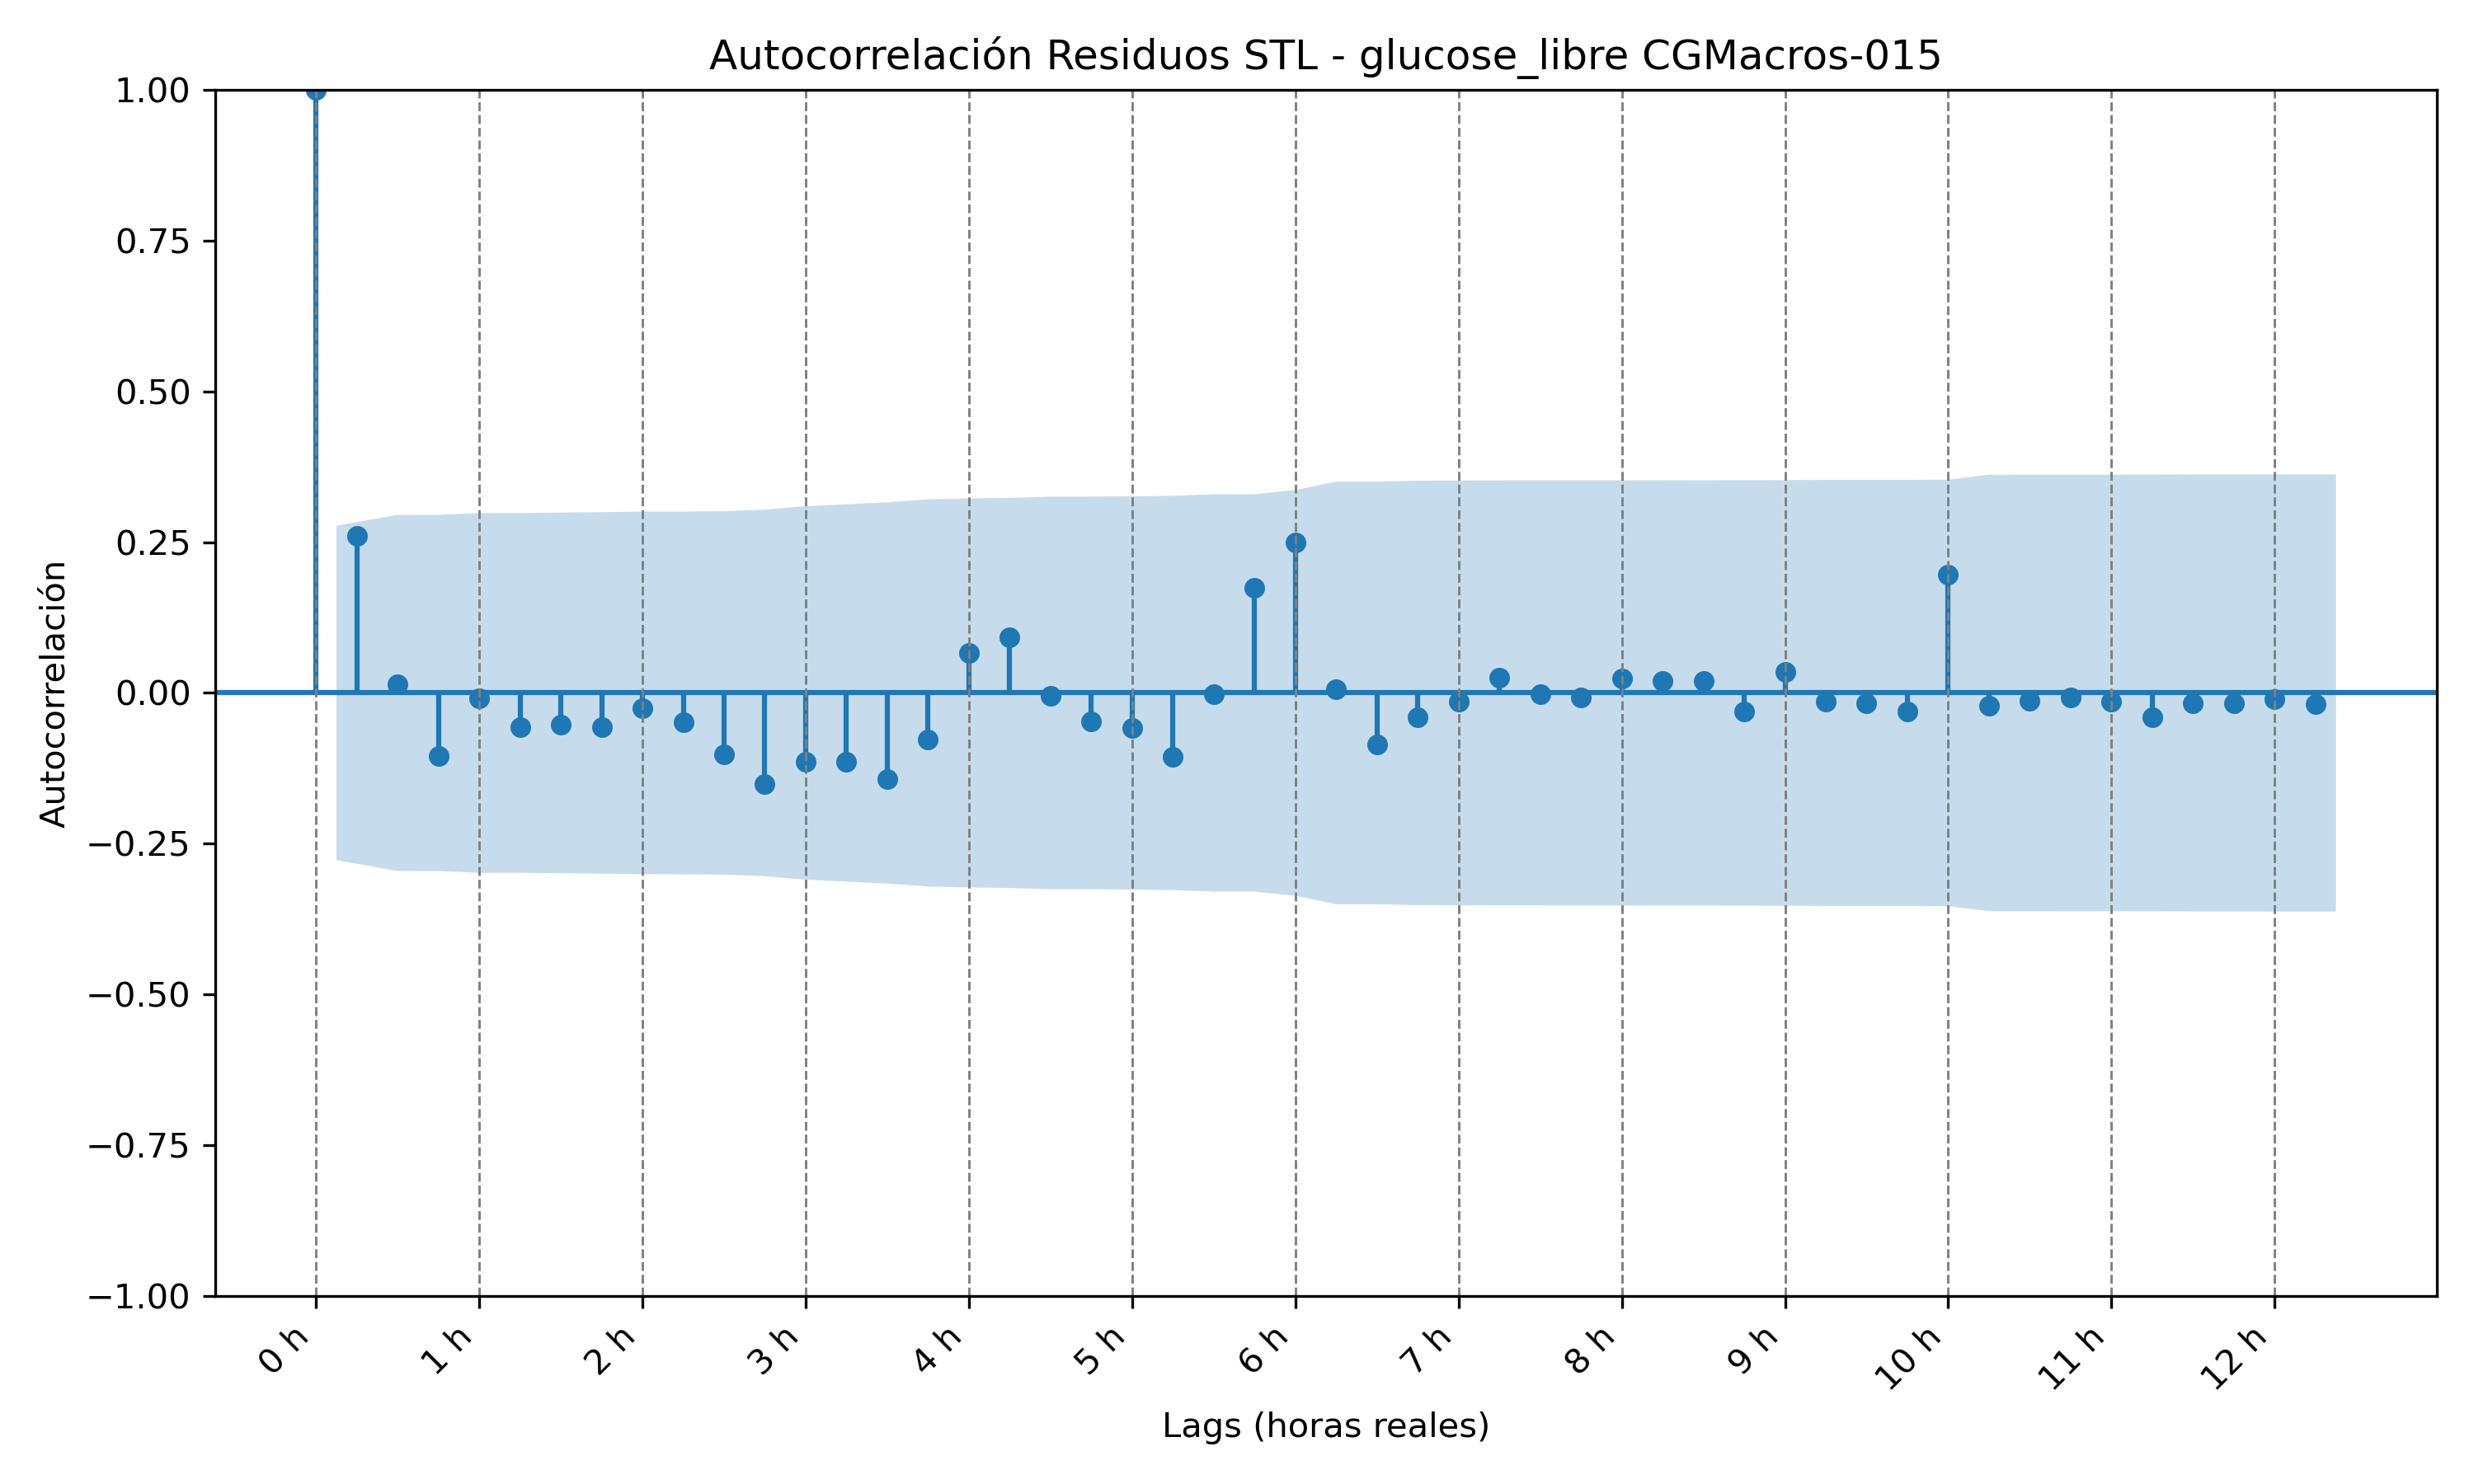 Autocorrelación Residuos STL - glucose_libre CGMacros-015
1.00
0.75
0.50
0.25
0.00
−0.25
−0.50
−0.75
−1.00
Autocorrelación
0 h
1 h
2 h
3 h
4 h
5 h
6 h
7 h
8 h
9 h
10 h
11 h
12 h
Lags (horas reales)